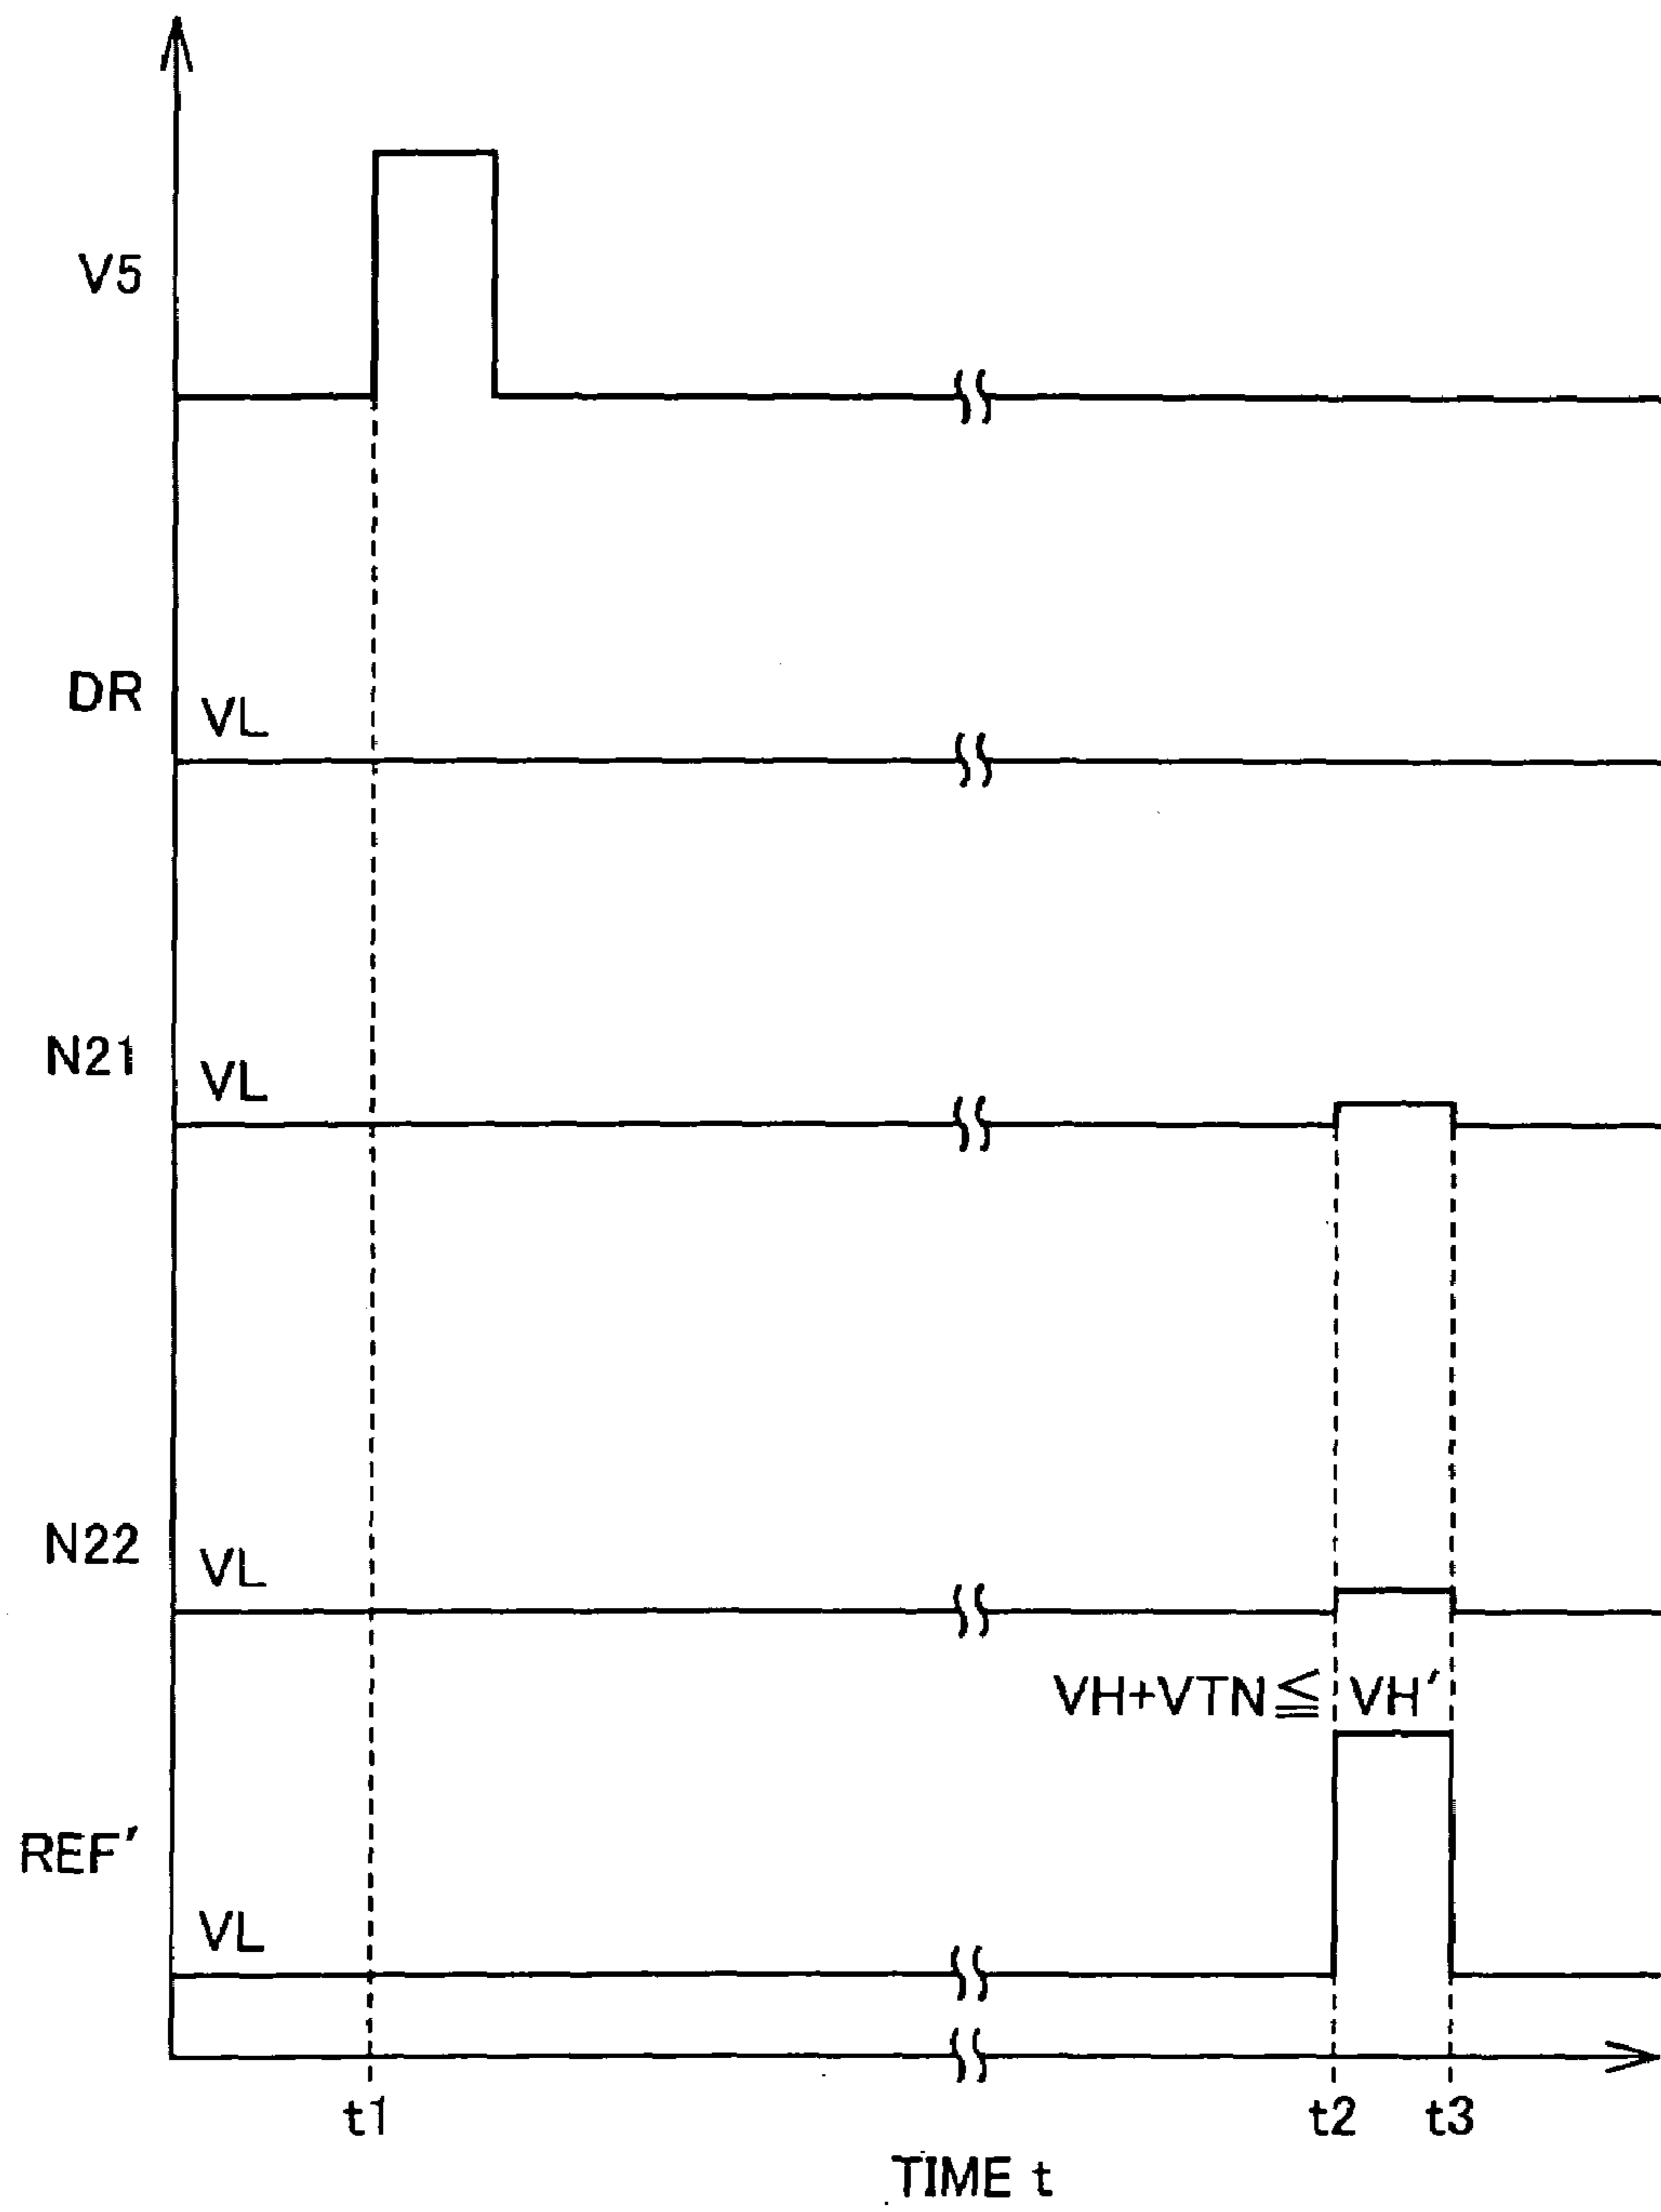 V5
DR
VL
N21
VL
N22
VL
VH+VTN≦ VH′
REF′
VL
t1
t2
t3
TIME t